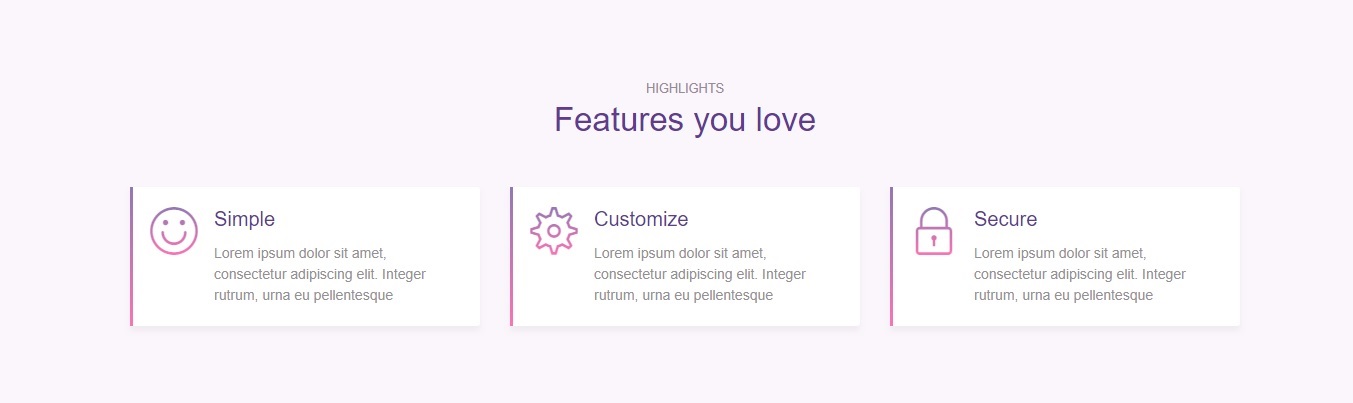 HIGHLIGHTS
Features you love
Simple
Lorem ipsum dolor sit amet,
consectetur adipiscing elit. Integer
rutrum, urna eu pellentesque
Customize
Lorem ipsum dolor sit amet,
consectetur adipiscing elit. Integer
rutrum, urna eu pellentesque
Secure
Lorem ipsum dolor sit amet,
consectetur adipiscing elit. Integer
rutrum, urna eu pellentesque